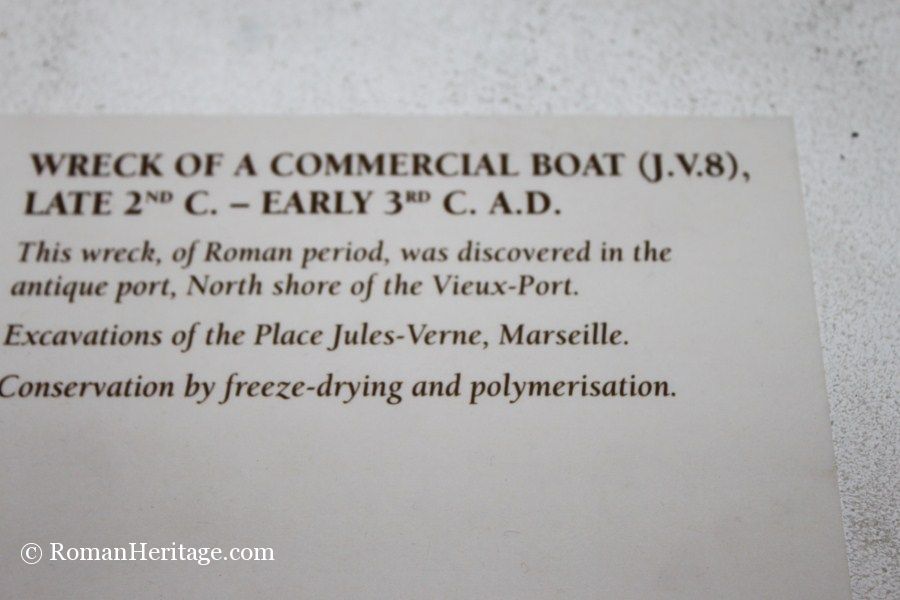 WRECK OF A COMMERCIAL BOAT (J.V.8),
LATE 2ND C. – EARLY 3RD C. A.D.
This wreck, of Roman period, was discovered in the
antique port, North shore of the Vieux-Port.
Excavations of the Place Jules-Verne, Marseille.
Conservation by freeze-drying and polymerisation.
© RomanHeritage.com